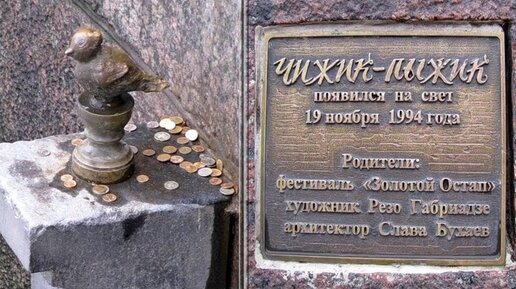 ЧИЖИК-ПЫЖИК
появился на свет
19 ноября 1994 года
Родители:
фестиваль «Золотой Остап»
художник Резо Габриадзе
архитектор Слава Бухаев